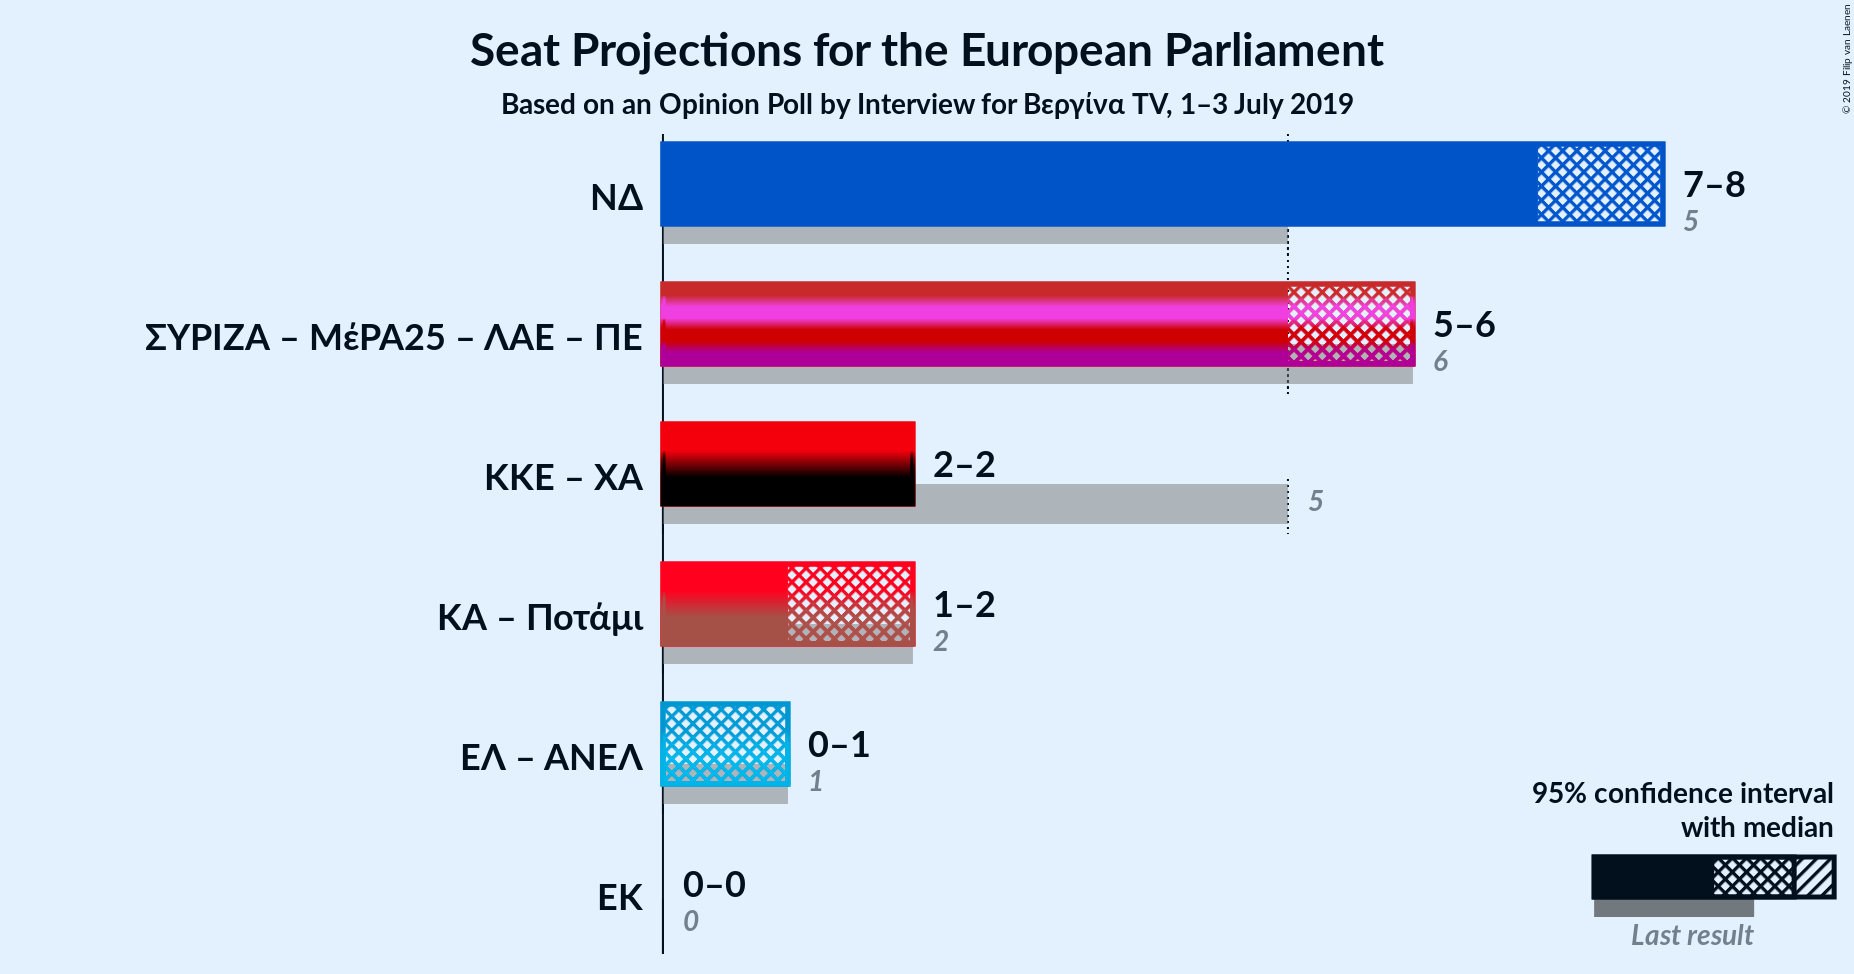 Seat Projections for the European Parliament
Based on an Opinion Poll by Interview for Βεργίνα TV, 1–3 July 2019
© 2019 Filip van Laenen
ΝΔ
7–8
5
ΣΥΡΙΖΑ – ΜέΡΑ25 – ΛΑΕ – ΠΕ
5–6
6
ΚΚΕ – ΧΑ
2–2
5
ΚΑ – Ποτάμι
1–2
2
ΕΛ – ΑΝΕΛ
0–1
1
ΕΚ
0–0
0
95% confidence interval
with median
Last result